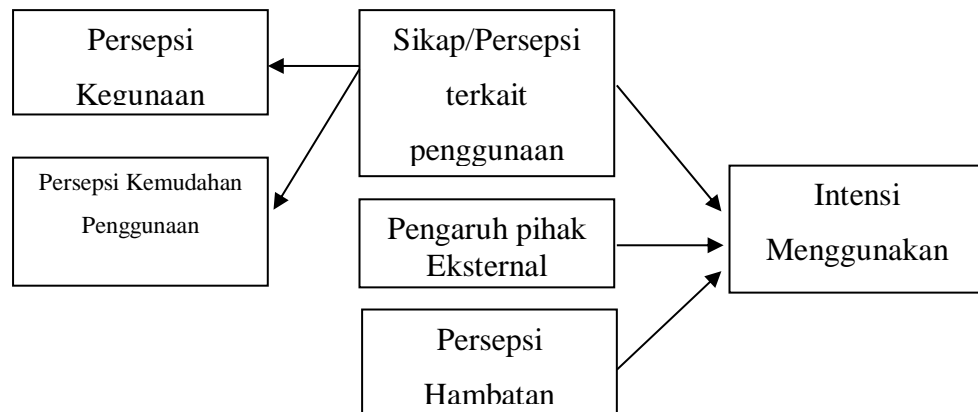 Persepsi
Kegunaan
Sikap/Persepsi
terkait
penggunaan
Persepsi Kemudahan
Penggunaan
Pengaruh pihak
Eksternal
Persepsi
Hambatan
Intensi
Menggunakan